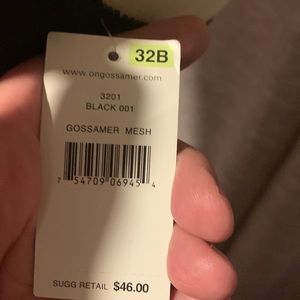 32B
www.ongossamer.com
3201
BLACK 001
GOSSAMER MESH
7 54709 06945 4
SUGG RETAIL $46.00